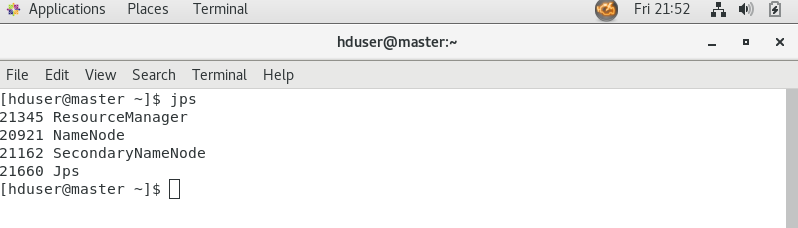 Applications Places Terminal Fri 21:52
hduser@master:~
File Edit View Search Terminal Help
[hduser@master ~]$ jps
21345 ResourceManager
20921 NameNode
21162 SecondaryNameNode
21660 Jps
[hduser@master ~]$